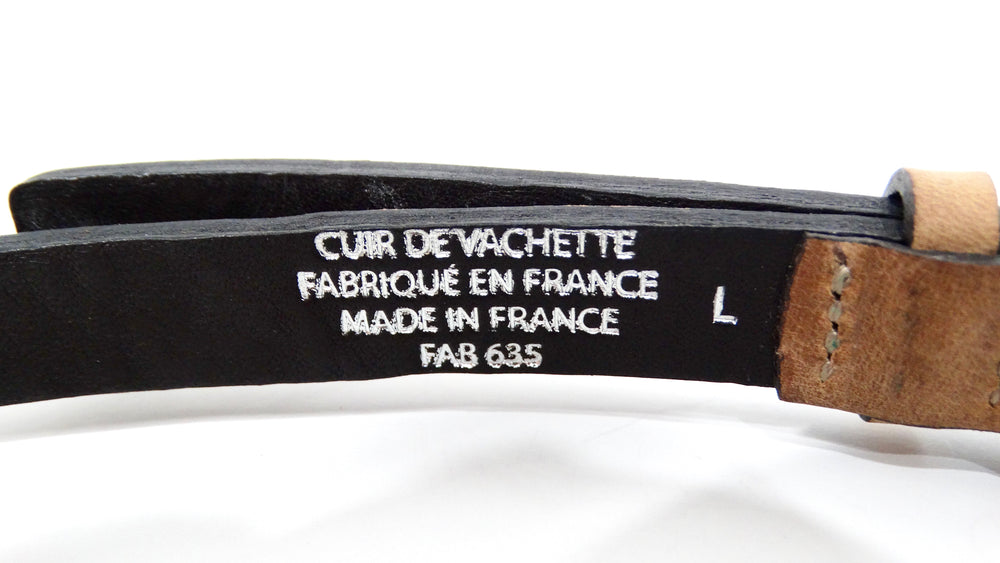 CUIR DE VACHETTE
FABRIQUÉ EN FRANCE
MADE IN FRANCE
FAB 635
L